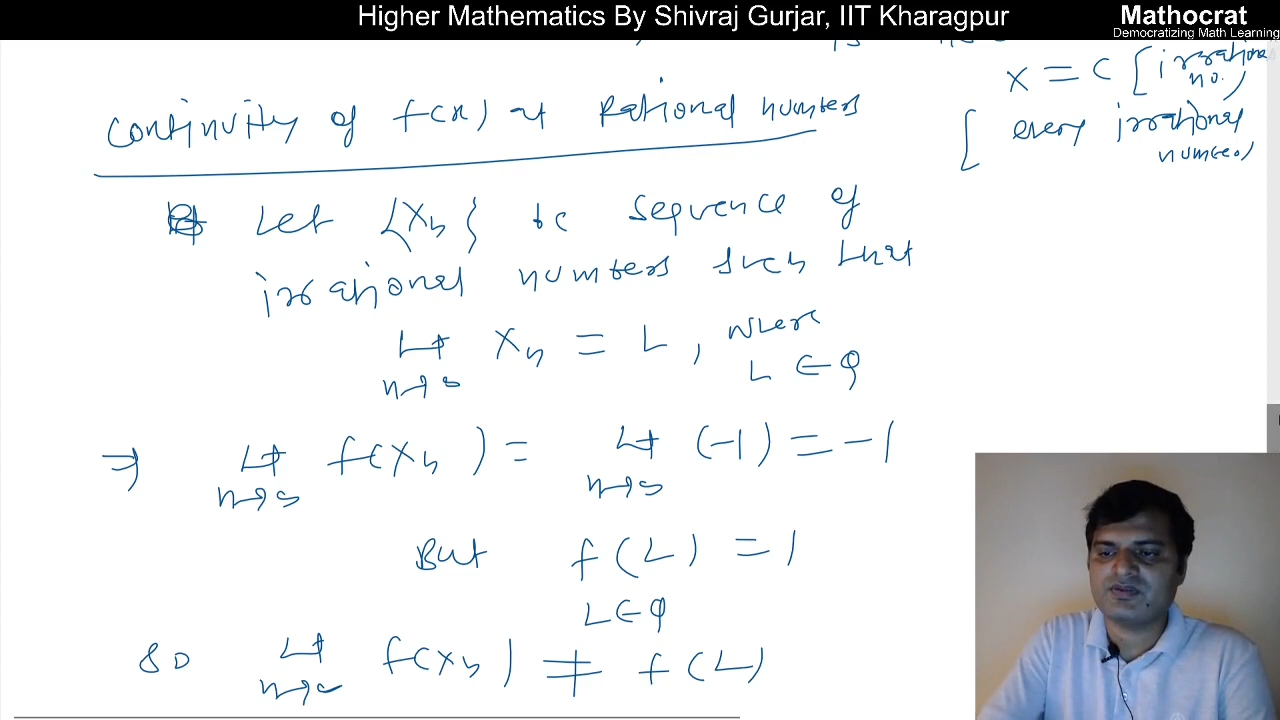 Higher Mathematics By Shivraj Gurjar, IIT Kharagpur
Mathocrat
Democratizing Math Learning
is
x = c [irrational
no.)
[ every irrational
number)
Continuity of f(x) at Rational numbers
Let <xn} be sequence of
irrational numbers such that
Lt xn = L, where
n→∞ L ∈ Q
⇒ Lt f(xn) = Lt (-1) = -1
n→∞ n→∞
But f(L) = 1
L ∈ Q
So Lt f(xn) ≠ f(L)
n→∞